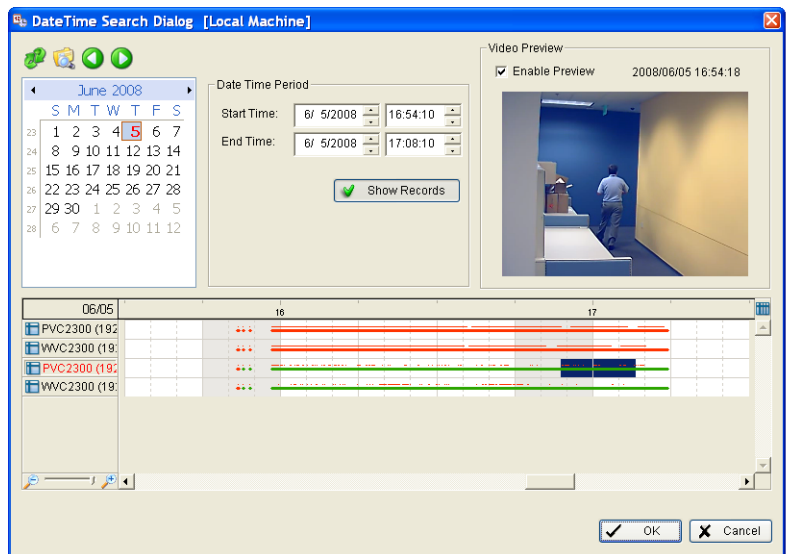 DateTime Search Dialog [Local Machine]
Video Preview
Enable Preview 2008/06/05 16:54:18
June 2008
S M T W T F S
23 1 2 3 4 5 6 7
24 8 9 10 11 12 13 14
25 15 16 17 18 19 20 21
26 22 23 24 25 26 27 28
27 29 30 1 2 3 4 5
28 6 7 8 9 10 11 12
Date Time Period
Start Time: 6/ 5/2008 16:54:10
End Time: 6/ 5/2008 17:08:10
Show Records
06/05 16 17
PVC2300 (192
WVC2300 (19
PVC2300 (192
WVC2300 (19
OK Cancel